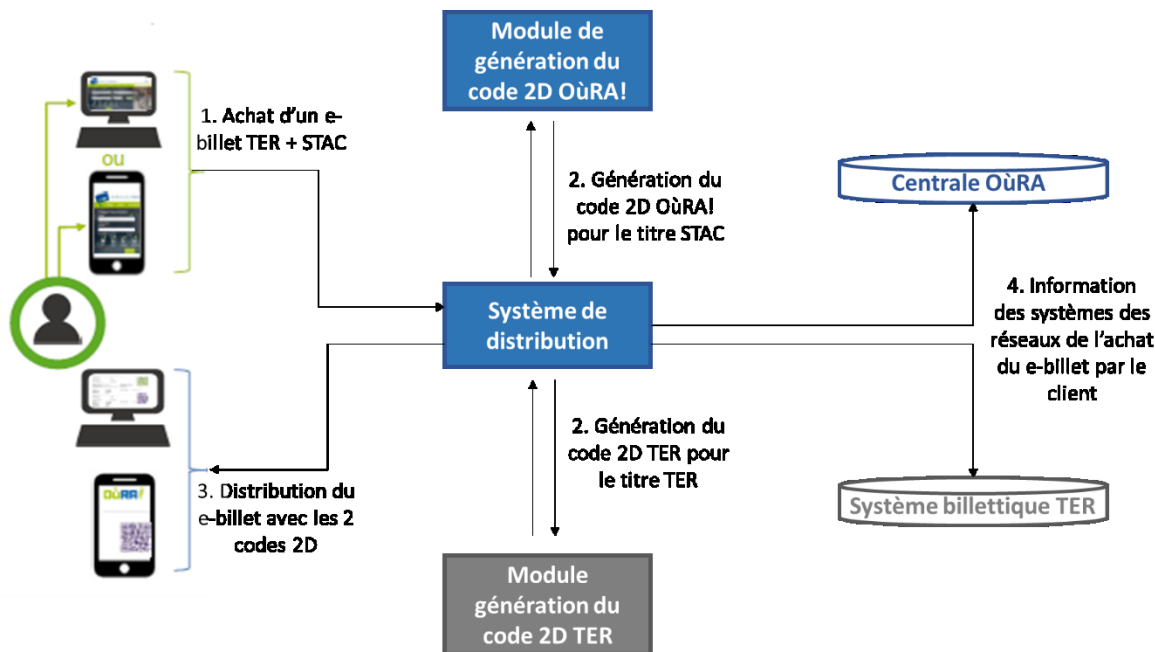 Module de
génération du
code 2D OùRA!
1. Achat d'un e-
billet TER + STAC
ou
2. Génération du
code 2D OùRA!
pour le titre STAC
Centrale OùRA
Système de
distribution
4. Information
des systèmes des
réseaux de l'achat
du e-billet par le
client
2. Génération du
code 2D TER pour
le titre TER
OùRA!
3. Distribution du
e-billet avec les 2
codes 2D
Système billettique TER
Module
génération du
code 2D TER